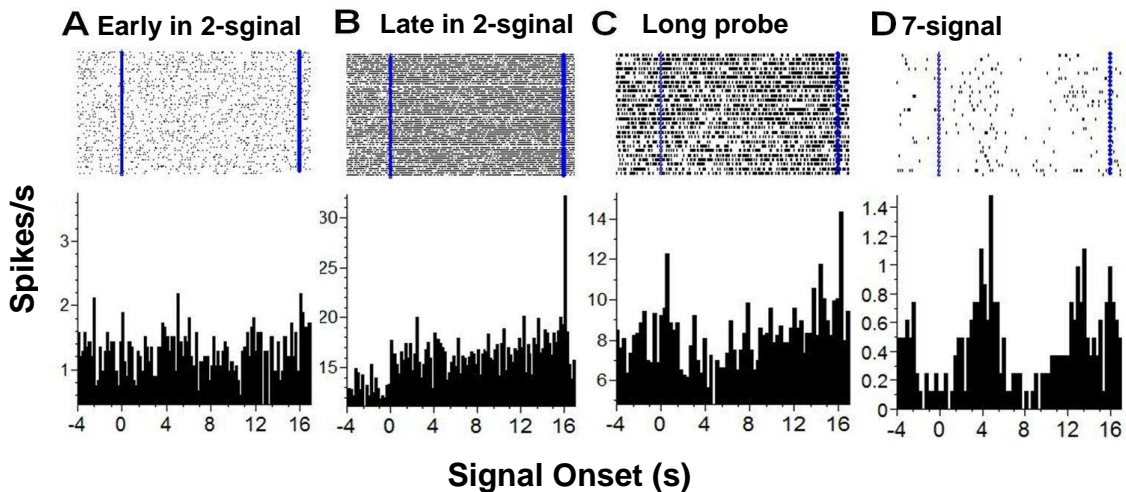 A Early in 2-sginal
B Late in 2-sginal
C Long probe
D 7-signal
Spikes/s
3
2
1
-4 0 4 8 12 16
30
25
20
15
-4 0 4 8 12 16
14
12
10
8
6
-4 0 4 8 12 16
1.4
1.2
1
0.8
0.6
0.4
0.2
0
-4 0 4 8 12 16
Signal Onset (s)